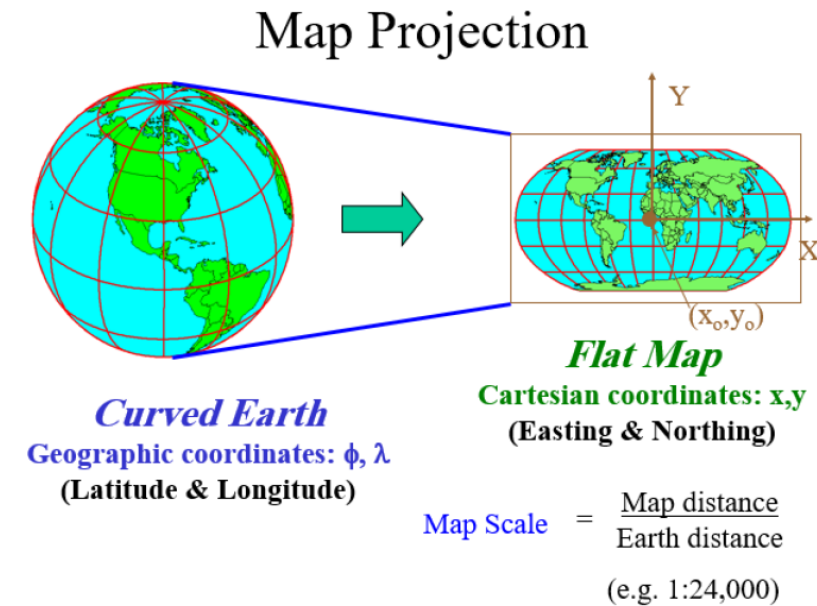 Map Projection
Y
X
(xₒ,yₒ)
Curved Earth
Geographic coordinates: ϕ, λ
(Latitude & Longitude)
Flat Map
Cartesian coordinates: x,y
(Easting & Northing)
Map Scale = Map distance
Earth distance
(e.g. 1:24,000)